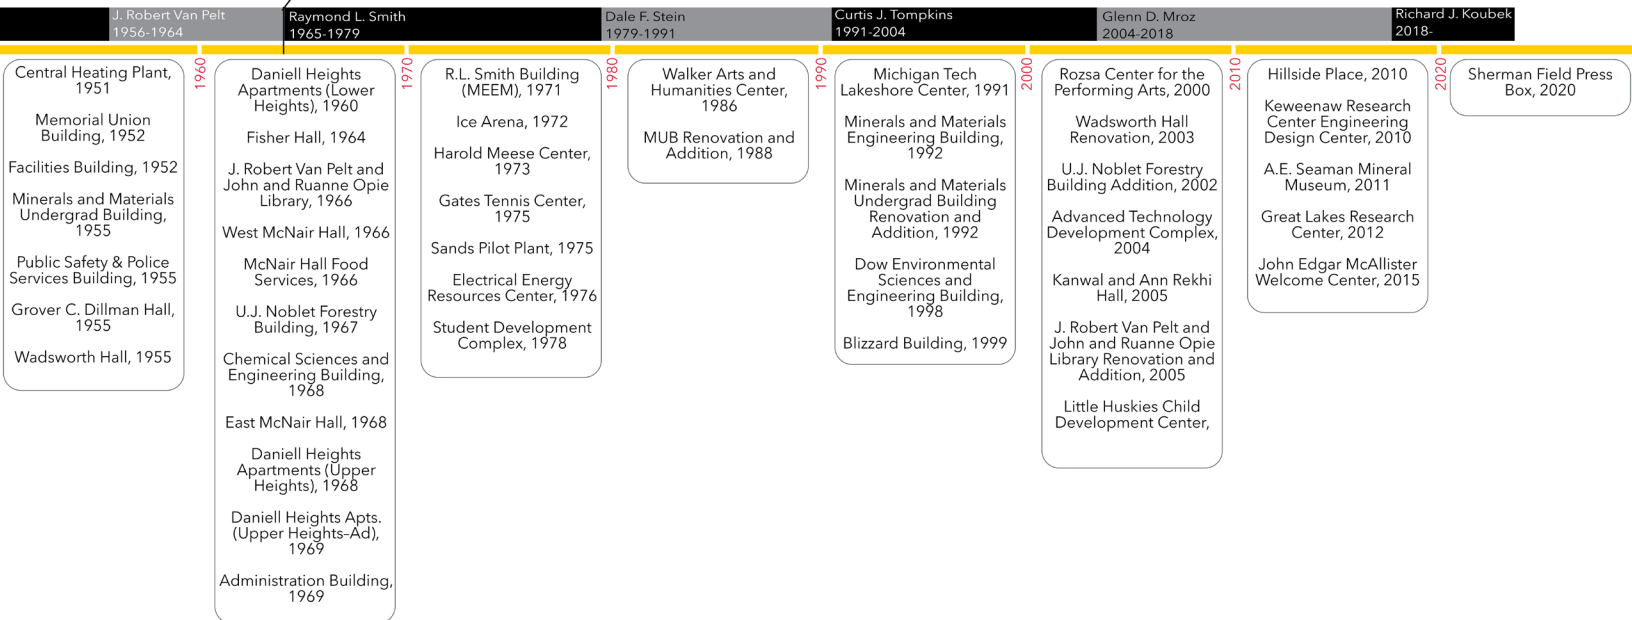 J. Robert Van Pelt
1956-1964
Raymond L. Smith
1965-1979
Dale F. Stein
1979-1991
Curtis J. Tompkins
1991-2004
Glenn D. Mroz
2004-2018
Richard J. Koubek
2018-
Central Heating Plant,
1951
Memorial Union
Building, 1952
Facilities Building, 1952
Minerals and Materials
Undergrad Building,
1955
Public Safety & Police
Services Building, 1955
Grover C. Dillman Hall,
1955
Wadsworth Hall, 1955
1960
Daniell Heights
Apartments (Lower
Heights), 1960
Fisher Hall, 1964
J. Robert Van Pelt and
John and Ruanne Opie
Library, 1966
West McNair Hall, 1966
McNair Hall Food
Services, 1966
U.J. Noblet Forestry
Building, 1967
Chemical Sciences and
Engineering Building,
1968
East McNair Hall, 1968
Daniell Heights
Apartments (Upper
Heights), 1968
Daniell Heights Apts.
(Upper Heights–Ad),
1969
Administration Building,
1969
1970
R.L. Smith Building
(MEEM), 1971
Ice Arena, 1972
Harold Meese Center,
1973
Gates Tennis Center,
1975
Sands Pilot Plant, 1975
Electrical Energy
Resources Center, 1976
Student Development
Complex, 1978
1980
Walker Arts and
Humanities Center,
1986
MUB Renovation and
Addition, 1988
1990
Michigan Tech
Lakeshore Center, 1991
Minerals and Materials
Engineering Building,
1992
Minerals and Materials
Undergrad Building
Renovation and
Addition, 1992
Dow Environmental
Sciences and
Engineering Building,
1998
Blizzard Building, 1999
2000
Rozsa Center for the
Performing Arts, 2000
Wadsworth Hall
Renovation, 2003
U.J. Noblet Forestry
Building Addition, 2002
Advanced Technology
Development Complex,
2004
Kanwal and Ann Rekhi
Hall, 2005
J. Robert Van Pelt and
John and Ruanne Opie
Library Renovation and
Addition, 2005
Little Huskies Child
Development Center,
2010
Hillside Place, 2010
Keweenaw Research
Center Engineering
Design Center, 2010
A.E. Seaman Mineral
Museum, 2011
Great Lakes Research
Center, 2012
John Edgar McAllister
Welcome Center, 2015
2020
Sherman Field Press
Box, 2020